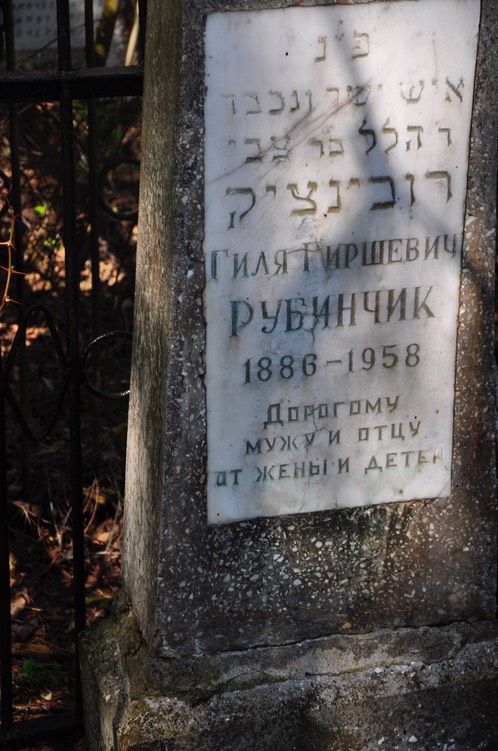 פ״נ
איש ישר ונכבד
ר הלל בר צבי
רובינציק
Гиля Гиршевич
Рубинчик
1886-1958
Дорогому
мужу и отцу
от жены и детей